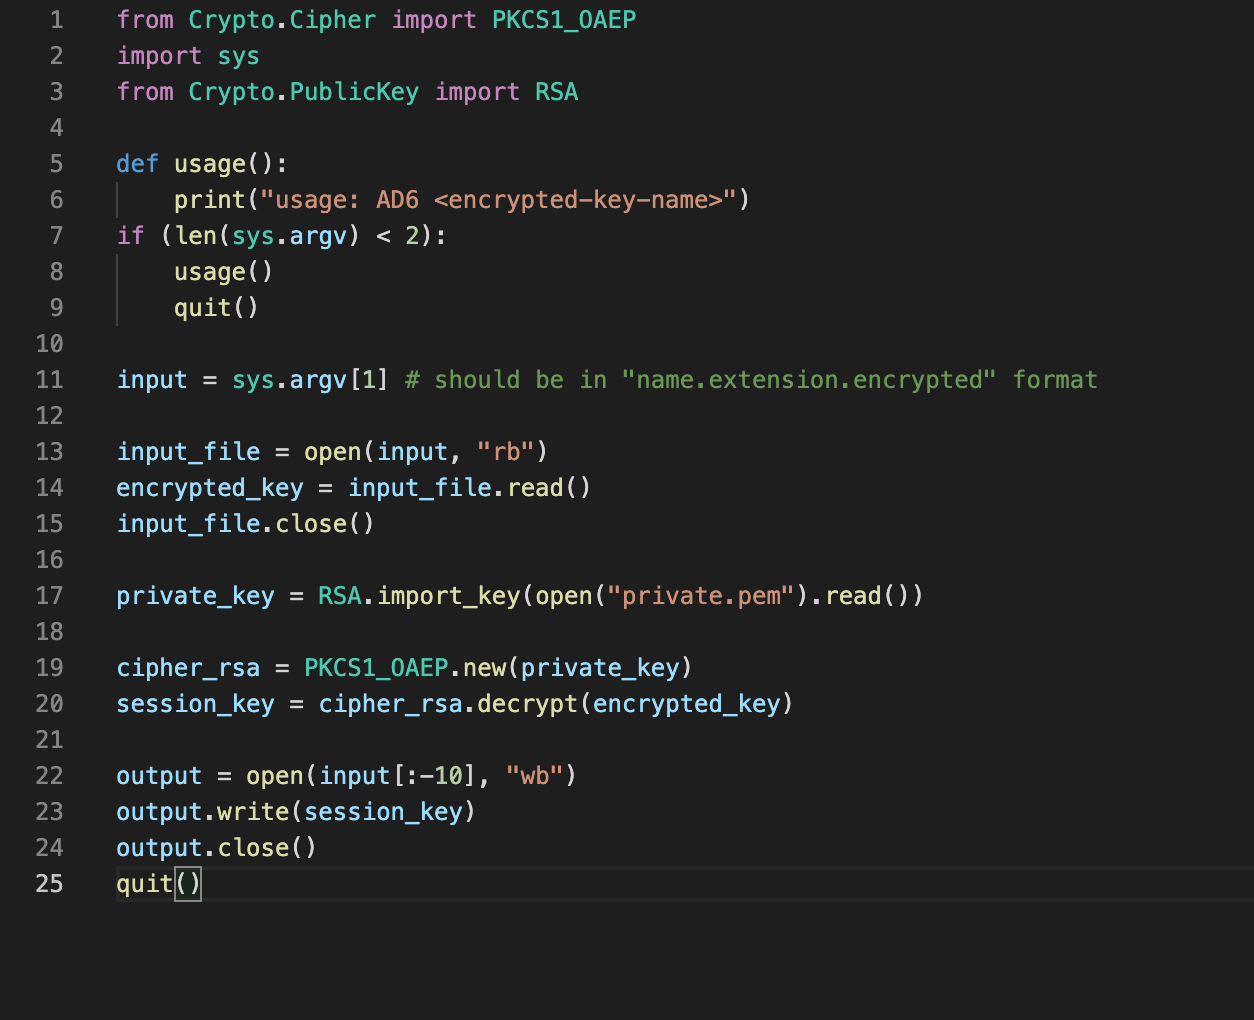 1 from Crypto.Cipher import PKCS1_OAEP
2 import sys
3 from Crypto.PublicKey import RSA
4
5 def usage():
6     print("usage: AD6 <encrypted-key-name>")
7 if (len(sys.argv) < 2):
8     usage()
9     quit()
10
11 input = sys.argv[1] # should be in "name.extension.encrypted" format
12
13 input_file = open(input, "rb")
14 encrypted_key = input_file.read()
15 input_file.close()
16
17 private_key = RSA.import_key(open("private.pem").read())
18
19 cipher_rsa = PKCS1_OAEP.new(private_key)
20 session_key = cipher_rsa.decrypt(encrypted_key)
21
22 output = open(input[:-10], "wb")
23 output.write(session_key)
24 output.close()
25 quit()